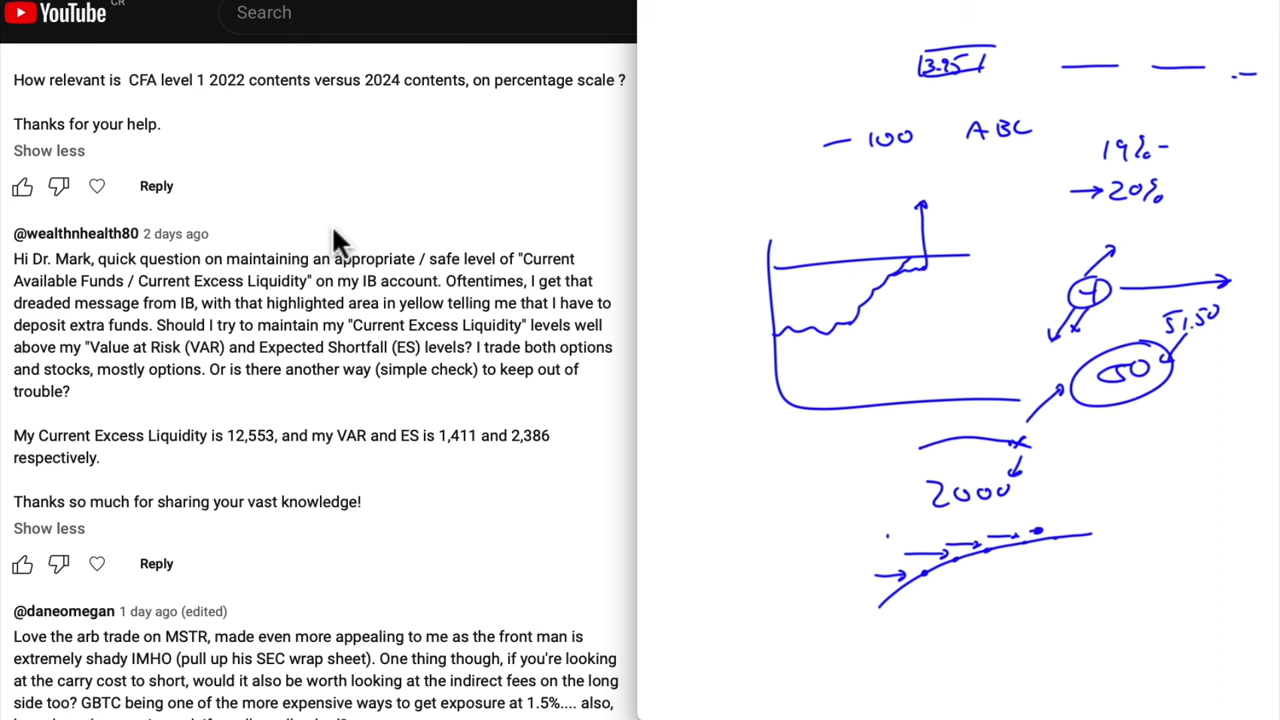 YouTube CR
Search
How relevant is CFA level 1 2022 contents versus 2024 contents, on percentage scale ?
Thanks for your help.
Show less
Reply
@wealthnhealth80 2 days ago
Hi Dr. Mark, quick question on maintaining an appropriate / safe level of "Current
Available Funds / Current Excess Liquidity" on my IB account. Oftentimes, I get that
dreaded message from IB, with that highlighted area in yellow telling me that I have to
deposit extra funds. Should I try to maintain my "Current Excess Liquidity" levels well
above my "Value at Risk (VAR) and Expected Shortfall (ES) levels? I trade both options
and stocks, mostly options. Or is there another way (simple check) to keep out of
trouble?
My Current Excess Liquidity is 12,553, and my VAR and ES is 1,411 and 2,386
respectively.
Thanks so much for sharing your vast knowledge!
Show less
Reply
@daneomegan 1 day ago (edited)
Love the arb trade on MSTR, made even more appealing to me as the front man is
extremely shady IMHO (pull up his SEC wrap sheet). One thing though, if you're looking
at the carry cost to short, would it also be worth looking at the indirect fees on the long
side too? GBTC being one of the more expensive ways to get exposure at 1.5%.... also,
- 100 ABC
19% -
→ 20%
51.50
50
2000